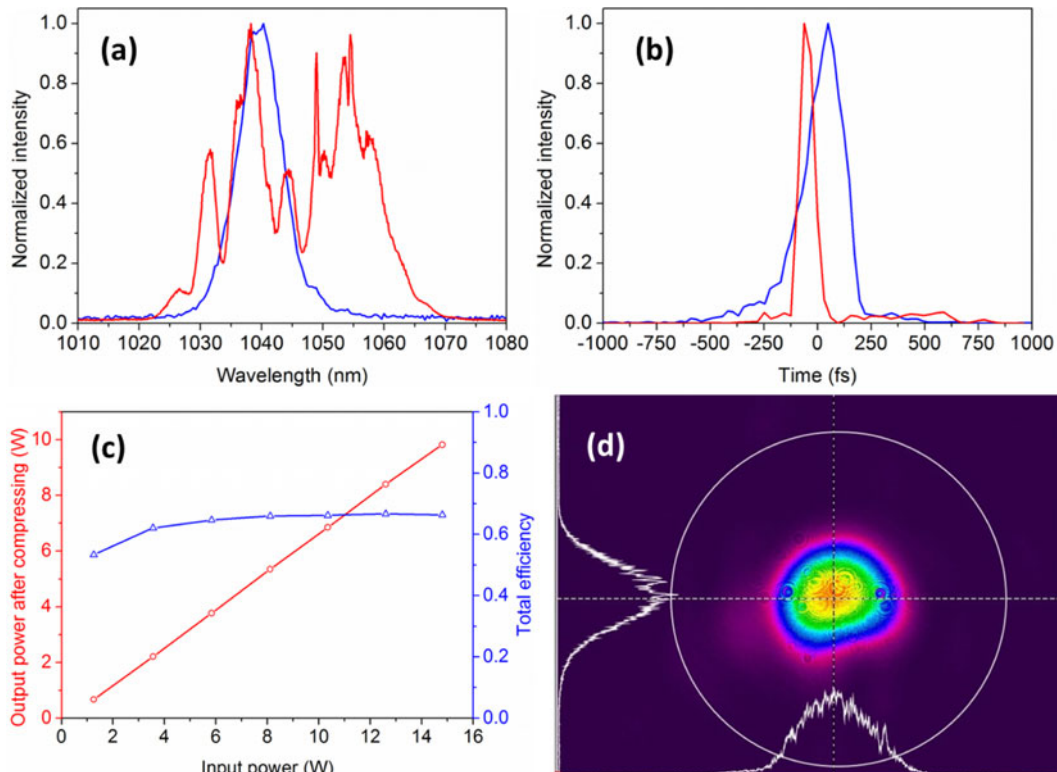 (a)
Normalized intensity
1.0
0.8
0.6
0.4
0.2
0.0
1010 1020 1030 1040 1050 1060 1070 1080
Wavelength (nm)
(b)
Normalized intensity
1.0
0.8
0.6
0.4
0.2
0.0
-1000 -750 -500 -250 0 250 500 750 1000
Time (fs)
(c)
Output power after compressing (W)
10
8
6
4
2
0
1.0
0.8
0.6
0.4
0.2
0.0
Total efficiency
0 2 4 6 8 10 12 14 16
Input power (W)
(d)